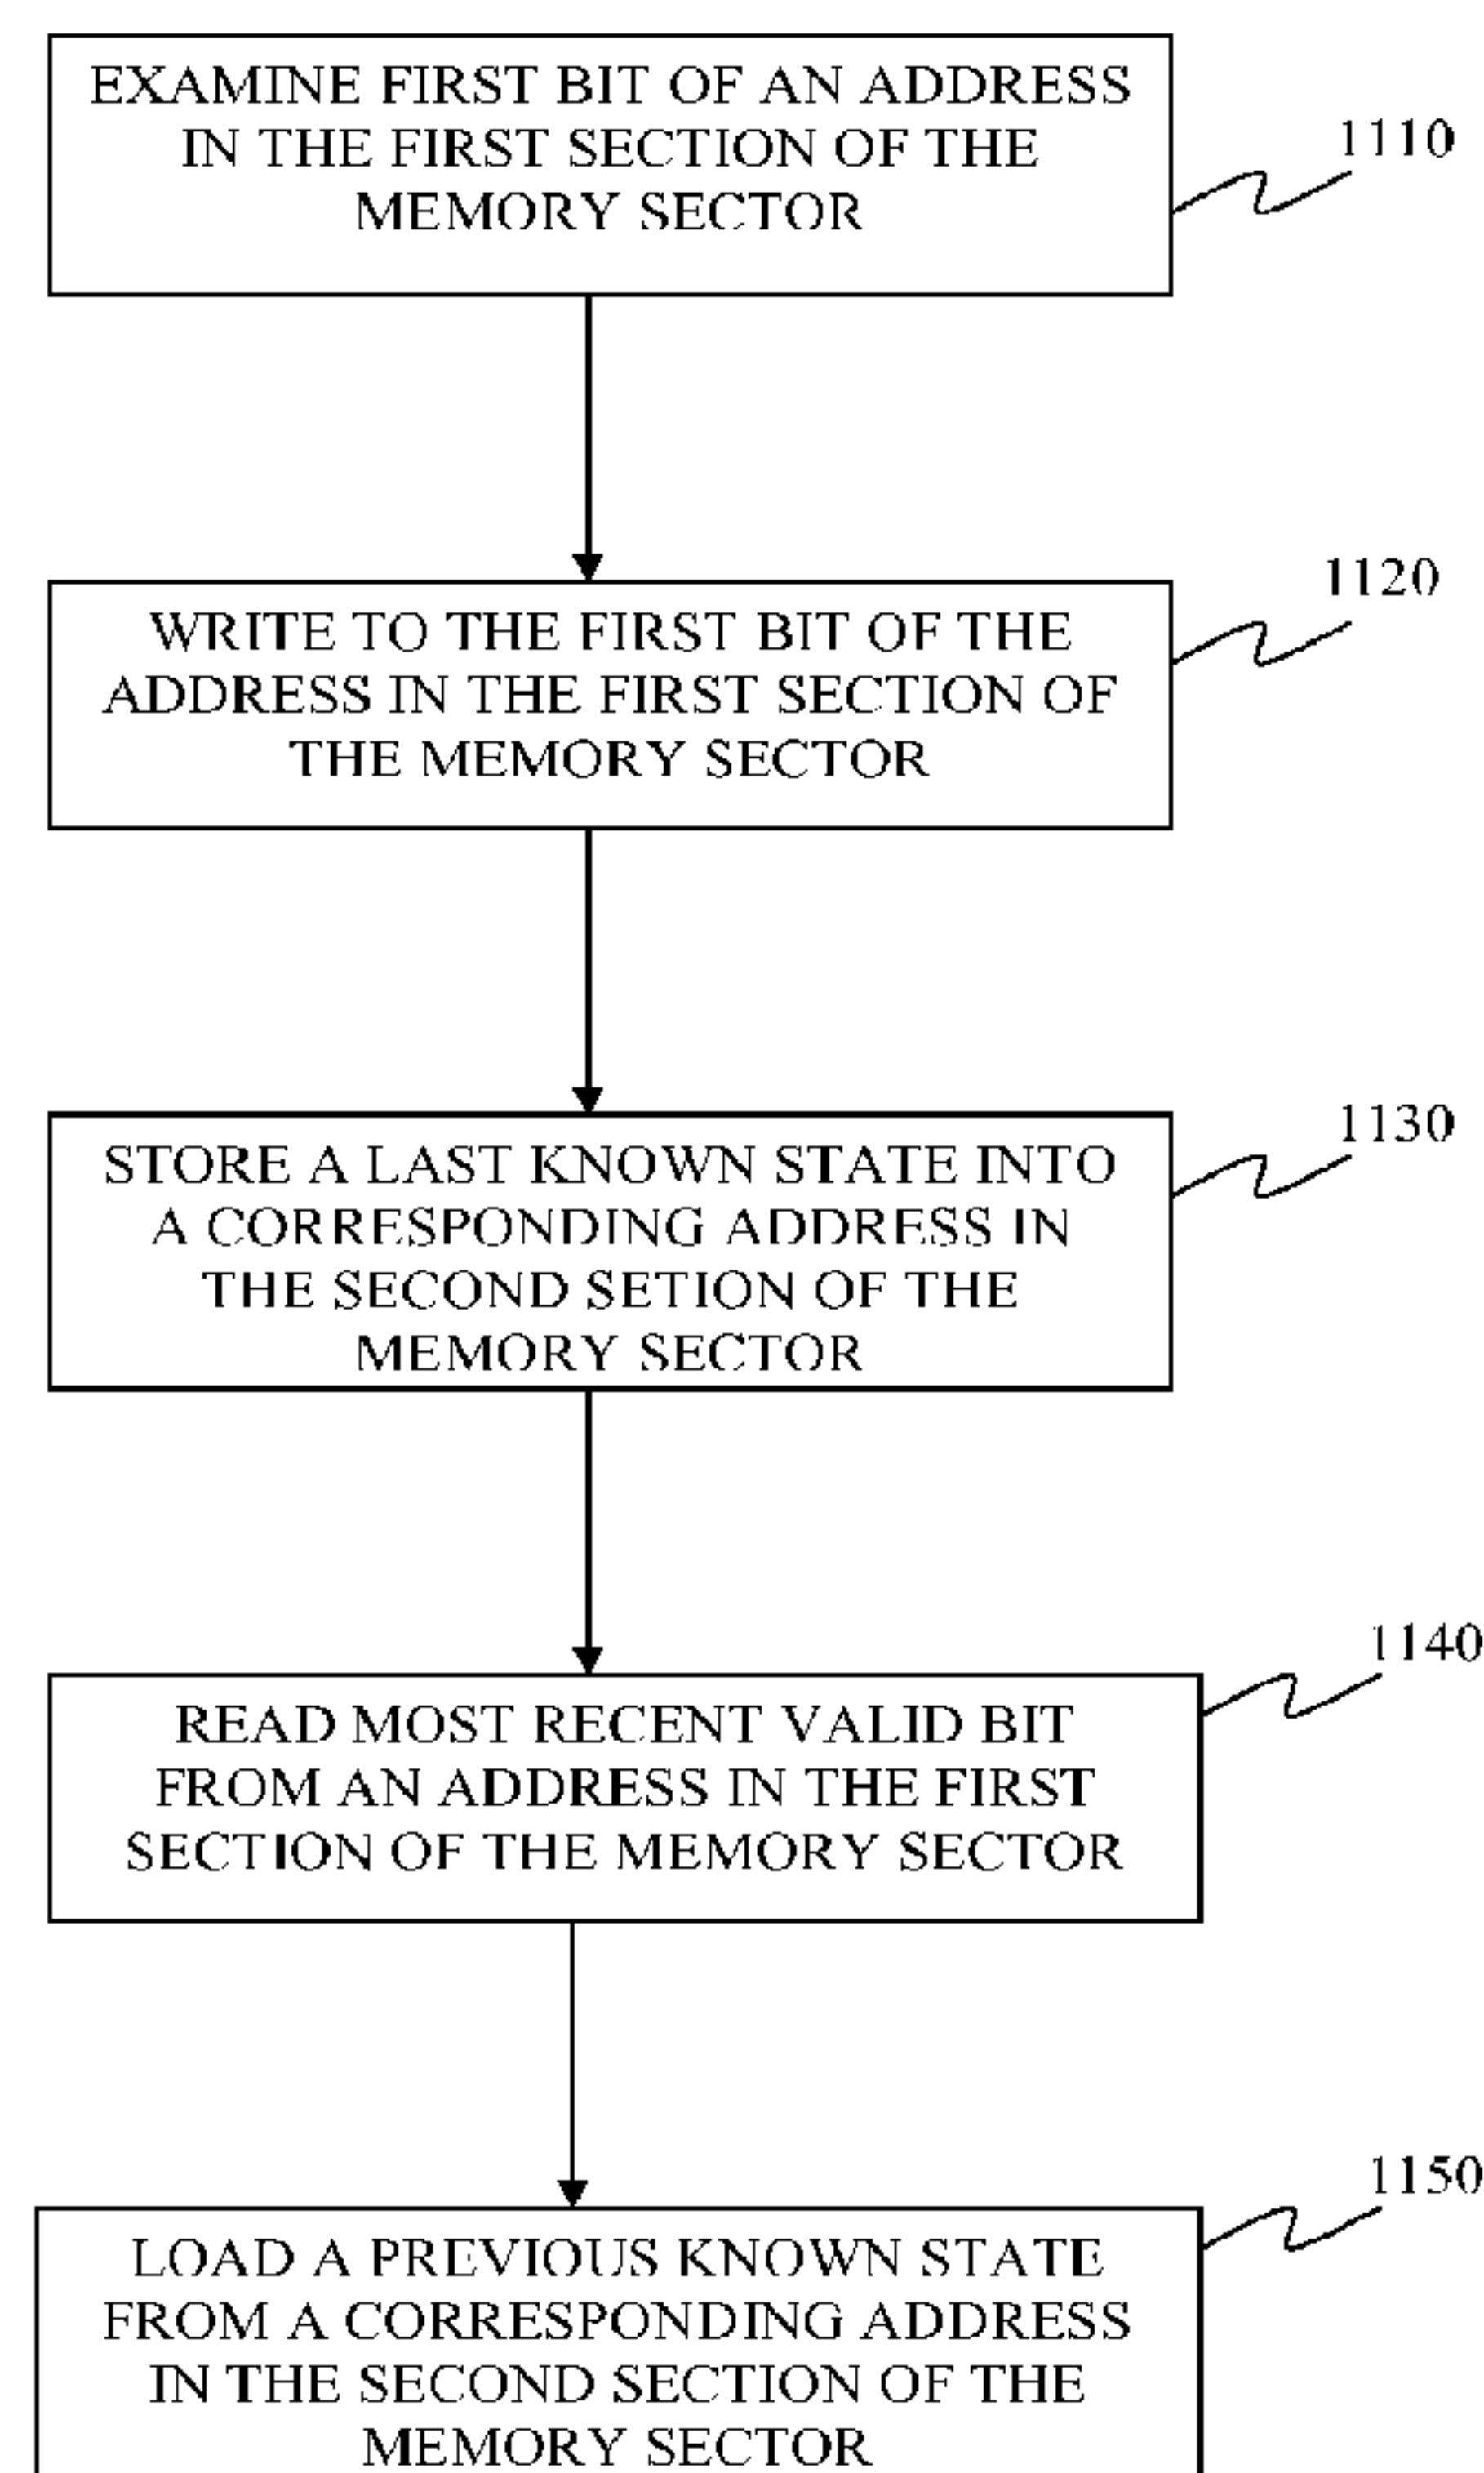 EXAMINE FIRST BIT OF AN ADDRESS
IN THE FIRST SECTION OF THE
MEMORY SECTOR
1110
WRITE TO THE FIRST BIT OF THE
ADDRESS IN THE FIRST SECTION OF
THE MEMORY SECTOR
1120
STORE A LAST KNOWN STATE INTO
A CORRESPONDING ADDRESS IN
THE SECOND SETION OF THE
MEMORY SECTOR
1130
READ MOST RECENT VALID BIT
FROM AN ADDRESS IN THE FIRST
SECTION OF THE MEMORY SECTOR
1140
LOAD A PREVIOUS KNOWN STATE
FROM A CORRESPONDING ADDRESS
IN THE SECOND SECTION OF THE
MEMORY SECTOR
1150